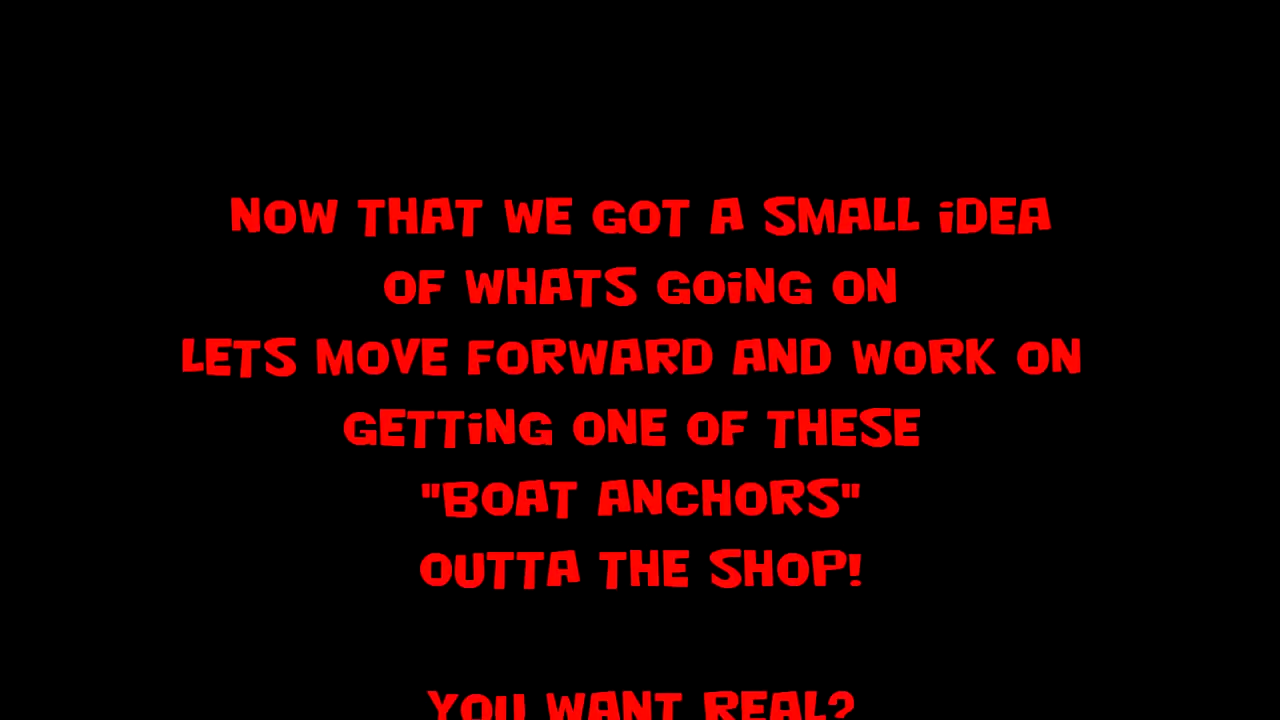 NOW THAT WE GOT A SMALL iDEA
OF WHATS GOiNG ON
LETS MOVE FORWARD AND WORK ON
GETTiNG ONE OF THESE
"BOAT ANCHORS"
OUTTA THE SHOP!
YOU WANT REAL?